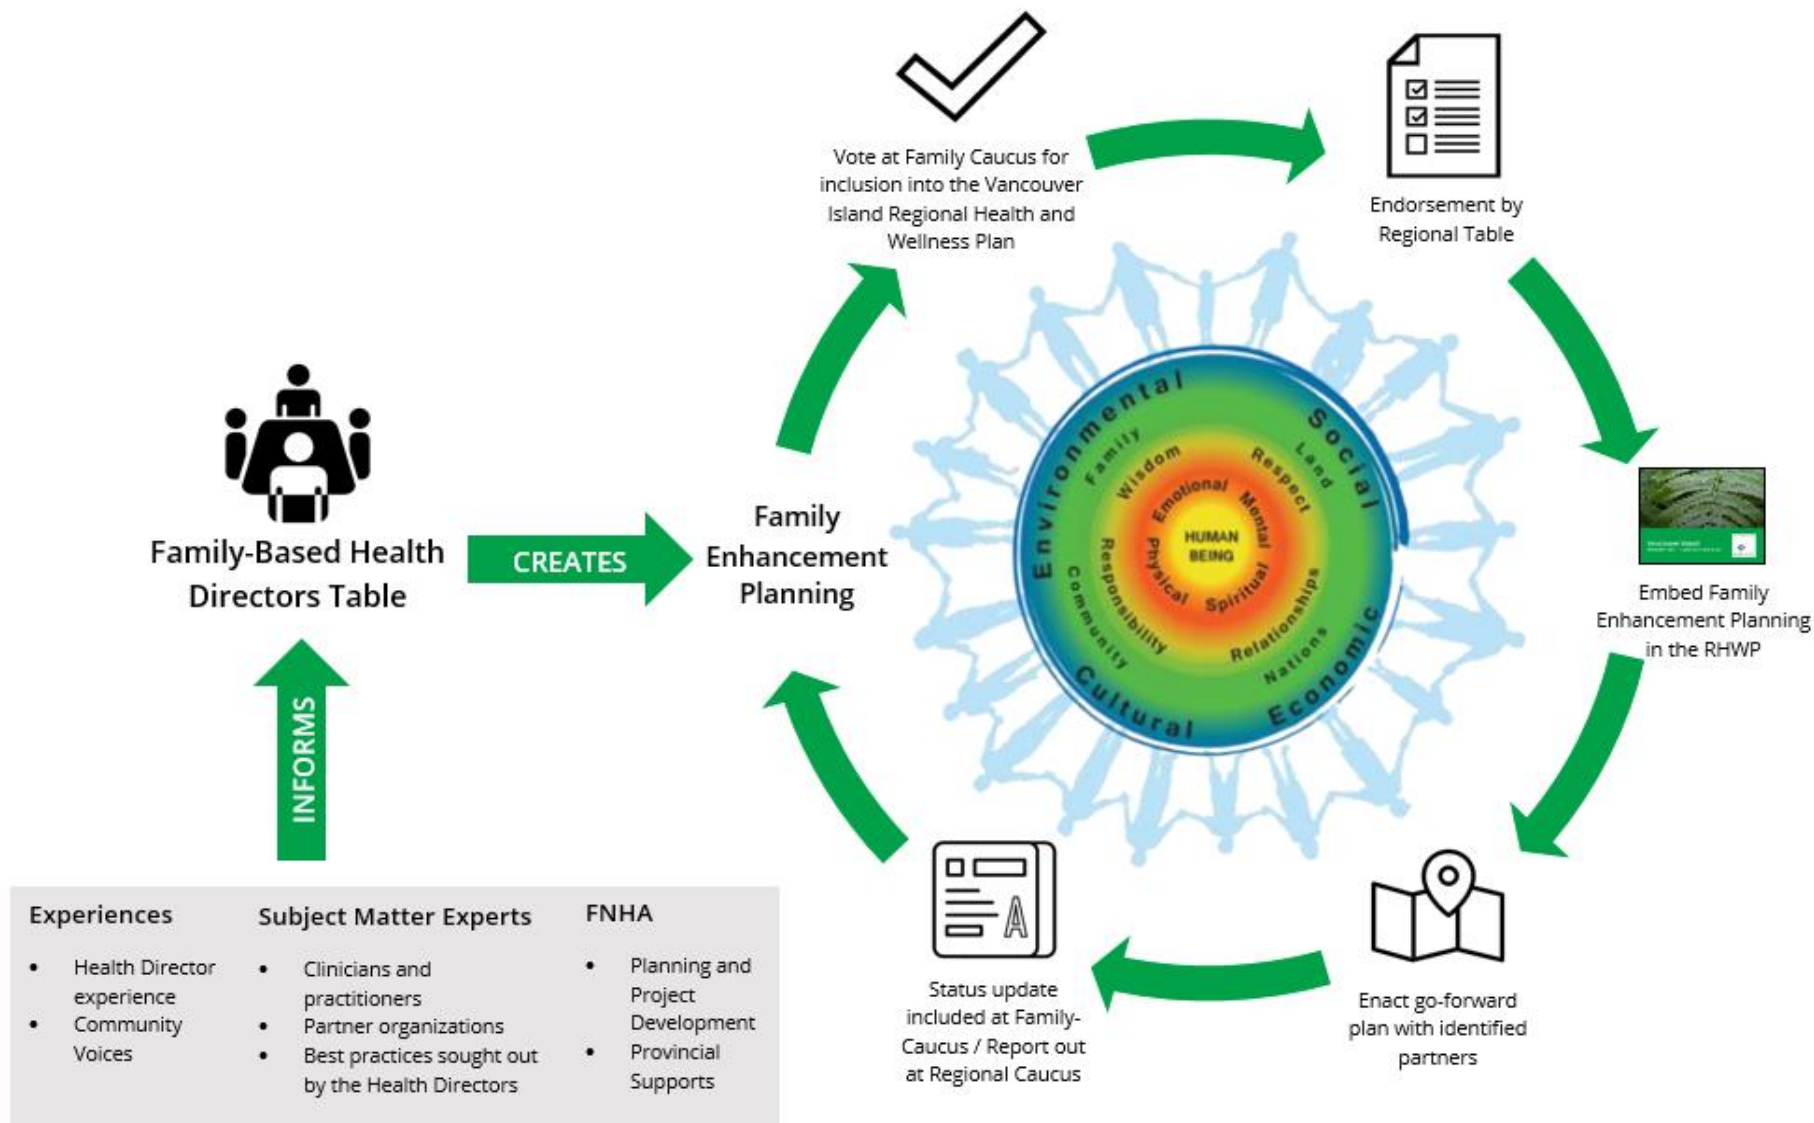 Vote at Family Caucus for
inclusion into the Vancouver
Island Regional Health and
Wellness Plan
Endorsement by
Regional Table
Embed Family
Enhancement Planning
in the RHWP
Enact go-forward
plan with identified
partners
Status update
included at Family-
Caucus / Report out
at Regional Caucus
Family
Enhancement
Planning
CREATES
Family-Based Health
Directors Table
INFORMS
Experiences
• Health Director
experience
• Community
Voices
Subject Matter Experts
• Clinicians and
practitioners
• Partner organizations
• Best practices sought out
by the Health Directors
FNHA
• Planning and
Project
Development
• Provincial
Supports
Environmental
Social
Economic
Cultural
Family
Land
Nations
Community
Wisdom
Respect
Relationships
Responsibility
Emotional
Mental
Spiritual
Physical
HUMAN
BEING
A